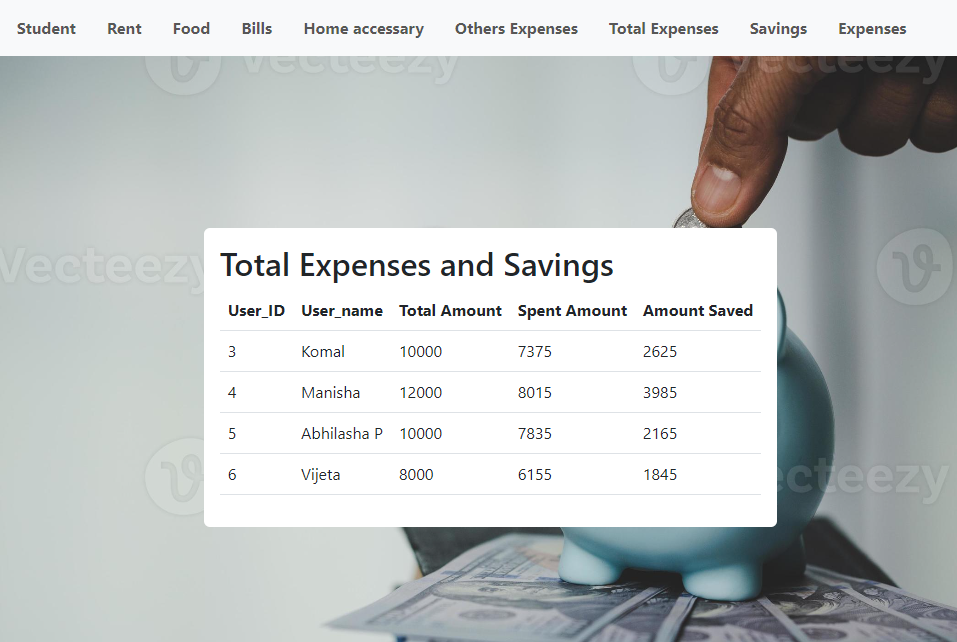 Student Rent Food Bills Home accessary Others Expenses Total Expenses Savings Expenses
Vecteezy
Vecteezy
Vecteezy
Total Expenses and Savings
User_ID User_name Total Amount Spent Amount Amount Saved
3 Komal 10000 7375 2625
4 Manisha 12000 8015 3985
5 Abhilasha P 10000 7835 2165
6 Vijeta 8000 6155 1845
Vecteezy